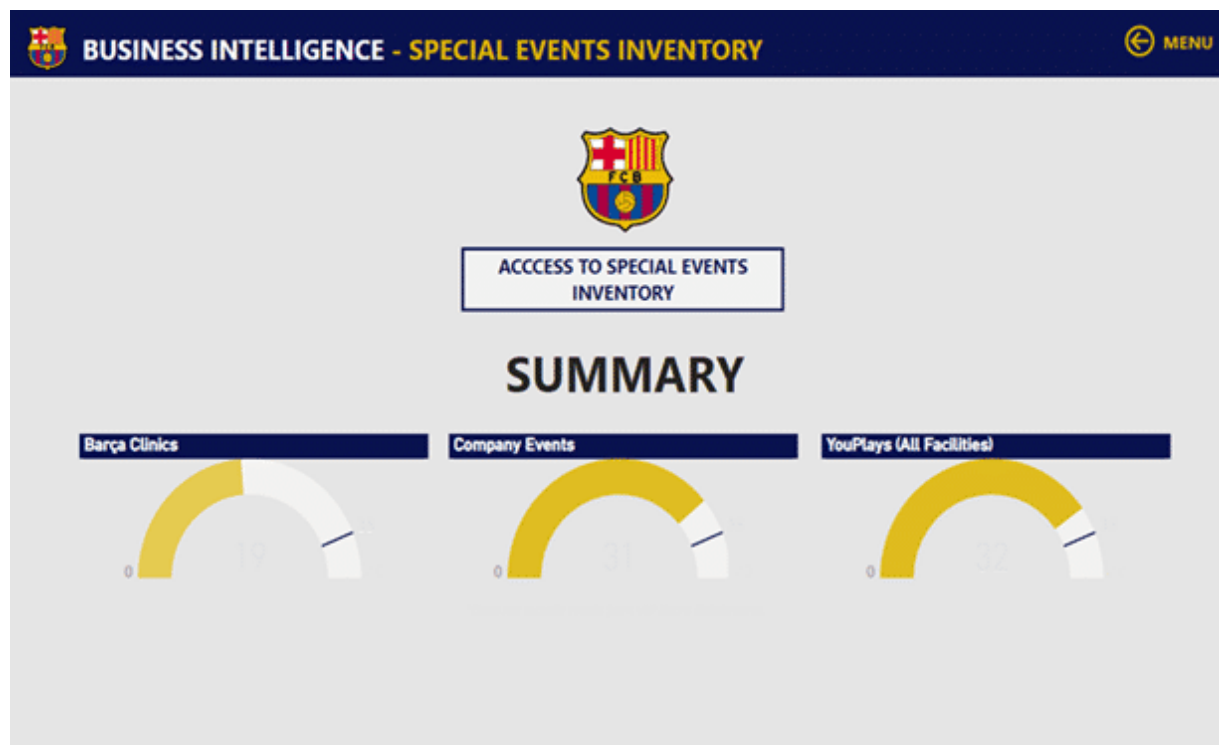 BUSINESS INTELLIGENCE - SPECIAL EVENTS INVENTORY
MENU
FCB
ACCCESS TO SPECIAL EVENTS
INVENTORY
SUMMARY
Barça Clinics
Company Events
YouPlays (All Facilities)
0
19
0
31
0
32